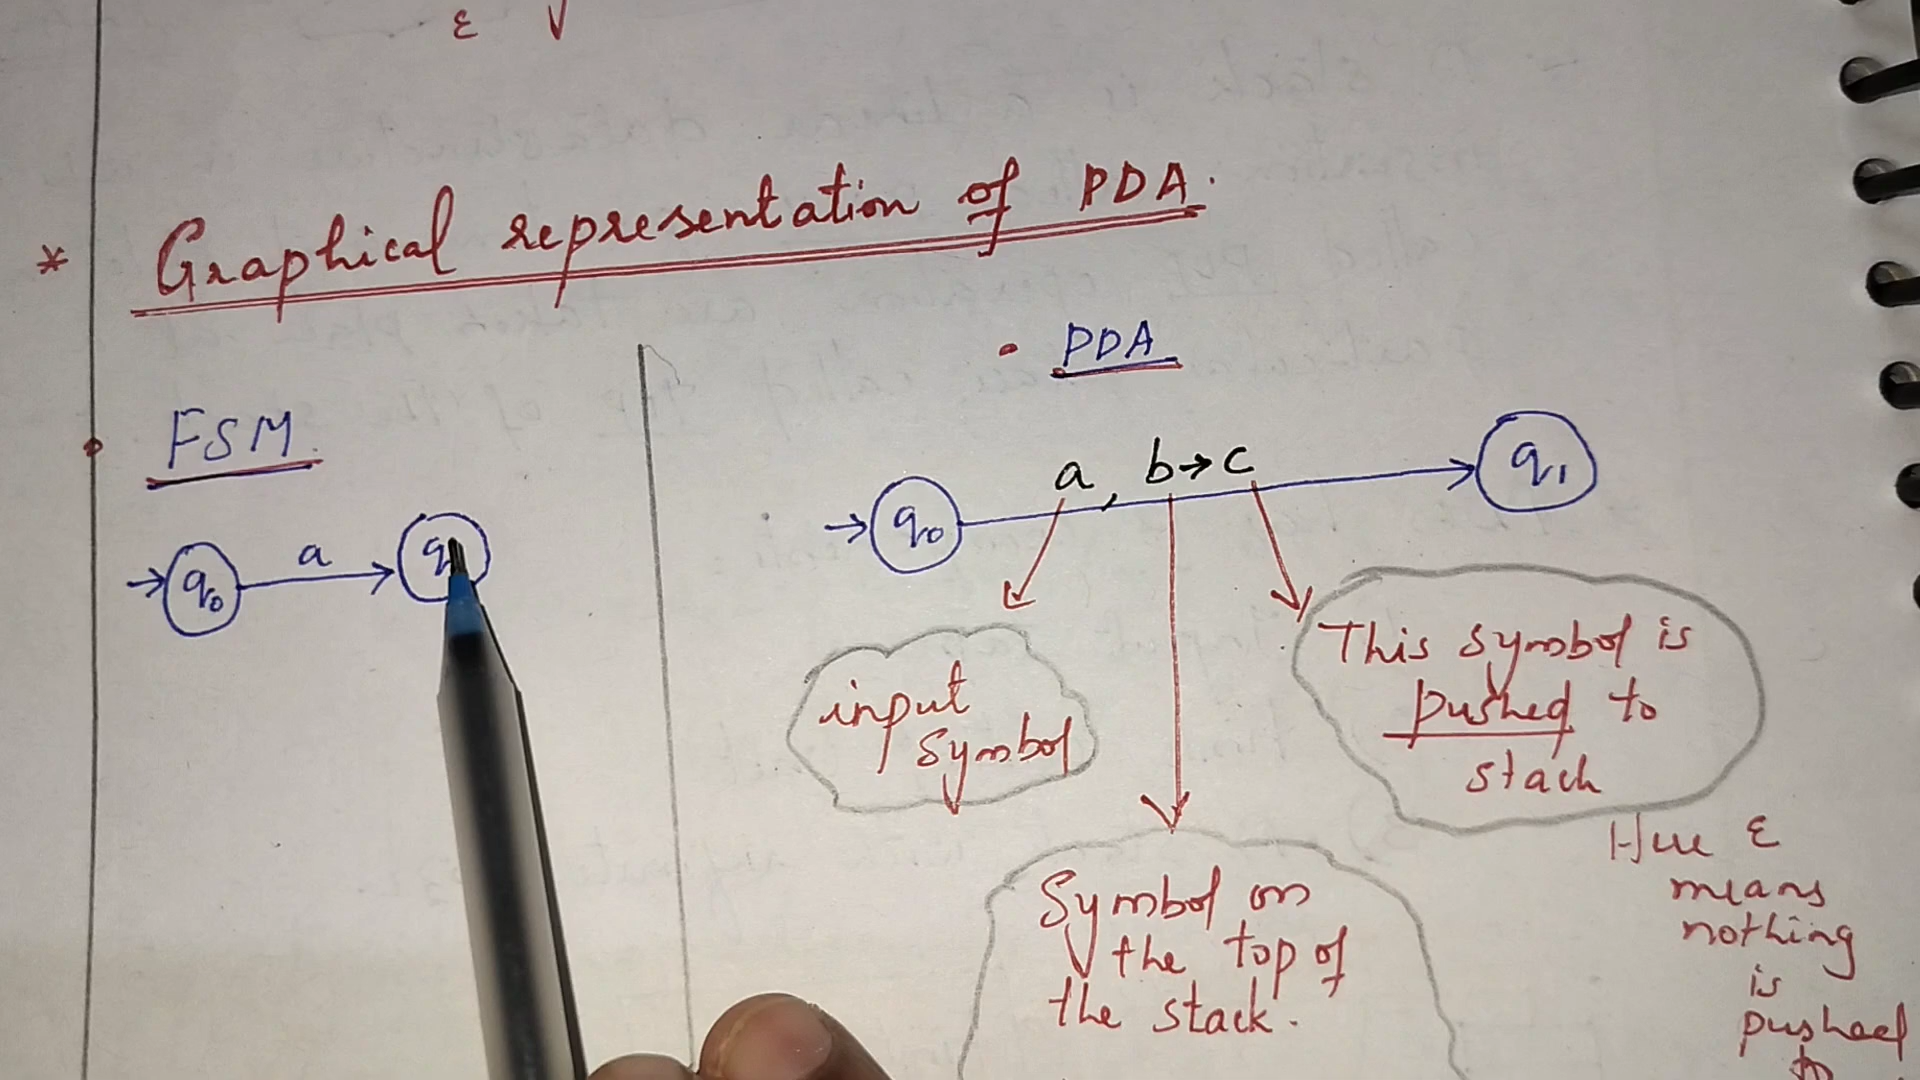 ε
* Graphical representation of PDA.
• FSM.
→ q₀ a → q
• PDA
→ q₀ a, b→c → q₁
input
symbol
This symbol is
pushed to
stack
Symbol on
the top of
the stack.
Here ε
means
nothing
is
pushed
to